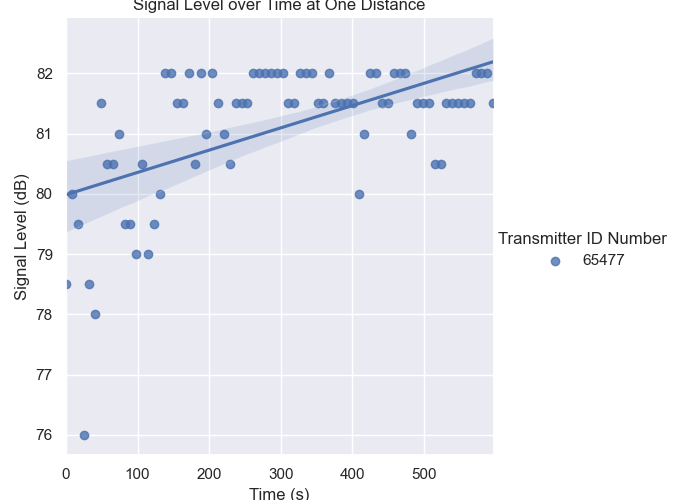 Signal Level over Time at One Distance
Signal Level (dB)
82
81
80
79
78
77
76
0 100 200 300 400 500
Time (s)
Transmitter ID Number
65477